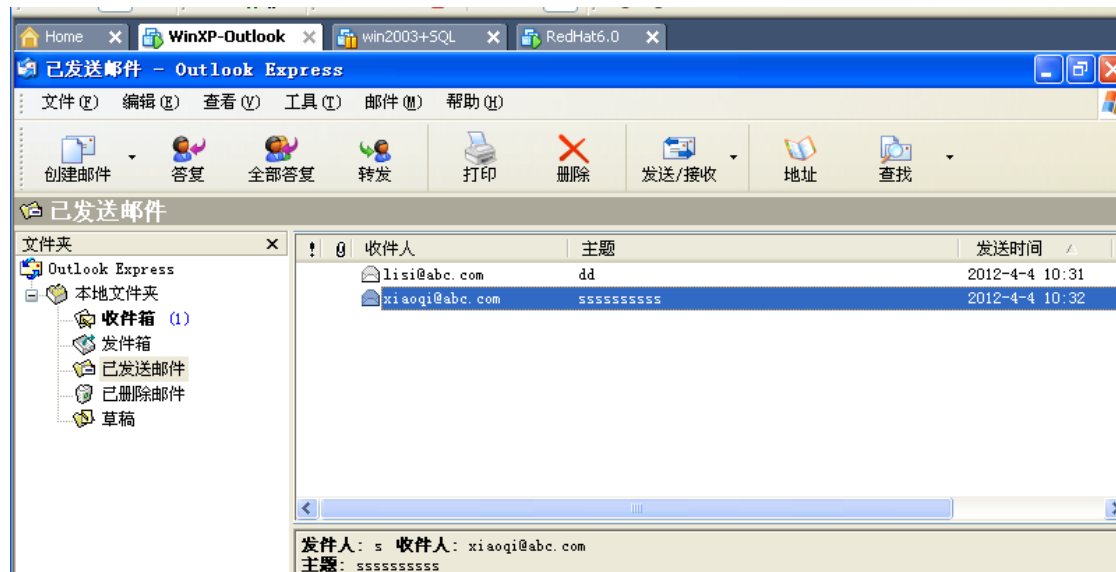 Home WinXP-Outlook win2003+SQL RedHat6.0
已发送邮件 - Outlook Express
文件(F) 编辑(E) 查看(V) 工具(T) 邮件(M) 帮助(H)
创建邮件 答复 全部答复 转发 打印 删除 发送/接收 地址 查找
已发送邮件
文件夹
Outlook Express
本地文件夹
收件箱 (1)
发件箱
已发送邮件
已删除邮件
草稿
! 收件人 主题 发送时间
lisi@abc.com dd 2012-4-4 10:31
xiaoqi@abc.com ssssssssss 2012-4-4 10:32
发件人: s 收件人: xiaoqi@abc.com
主题: ssssssssss